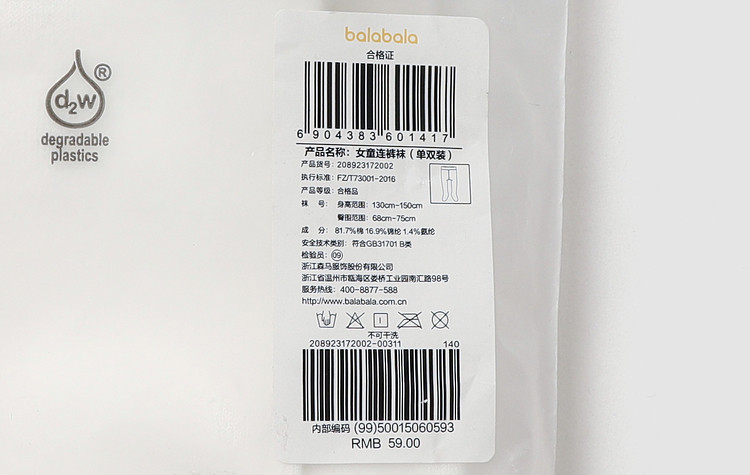 d2w®
degradable
plastics
balabala
合格证
6 904383 601417
产品名称：女童连裤袜（单双装）
产品货号：208923172002
执行标准：FZ/T73001-2016
产品等级：合格品
袜 号：身高范围：130cm-150cm
臀围范围：68cm-75cm
成 分：81.7%棉 16.9%锦纶 1.4%氨纶
安全技术类别：符合GB31701 B类
检验员：09
浙江森马服饰股份有限公司
浙江省温州市瓯海区娄桥工业园南汇路98号
服务热线：400-8877-588
http://www.balabala.com.cn
不可干洗
208923172002-00311 140
内部编码 (99)50015060593
RMB 59.00